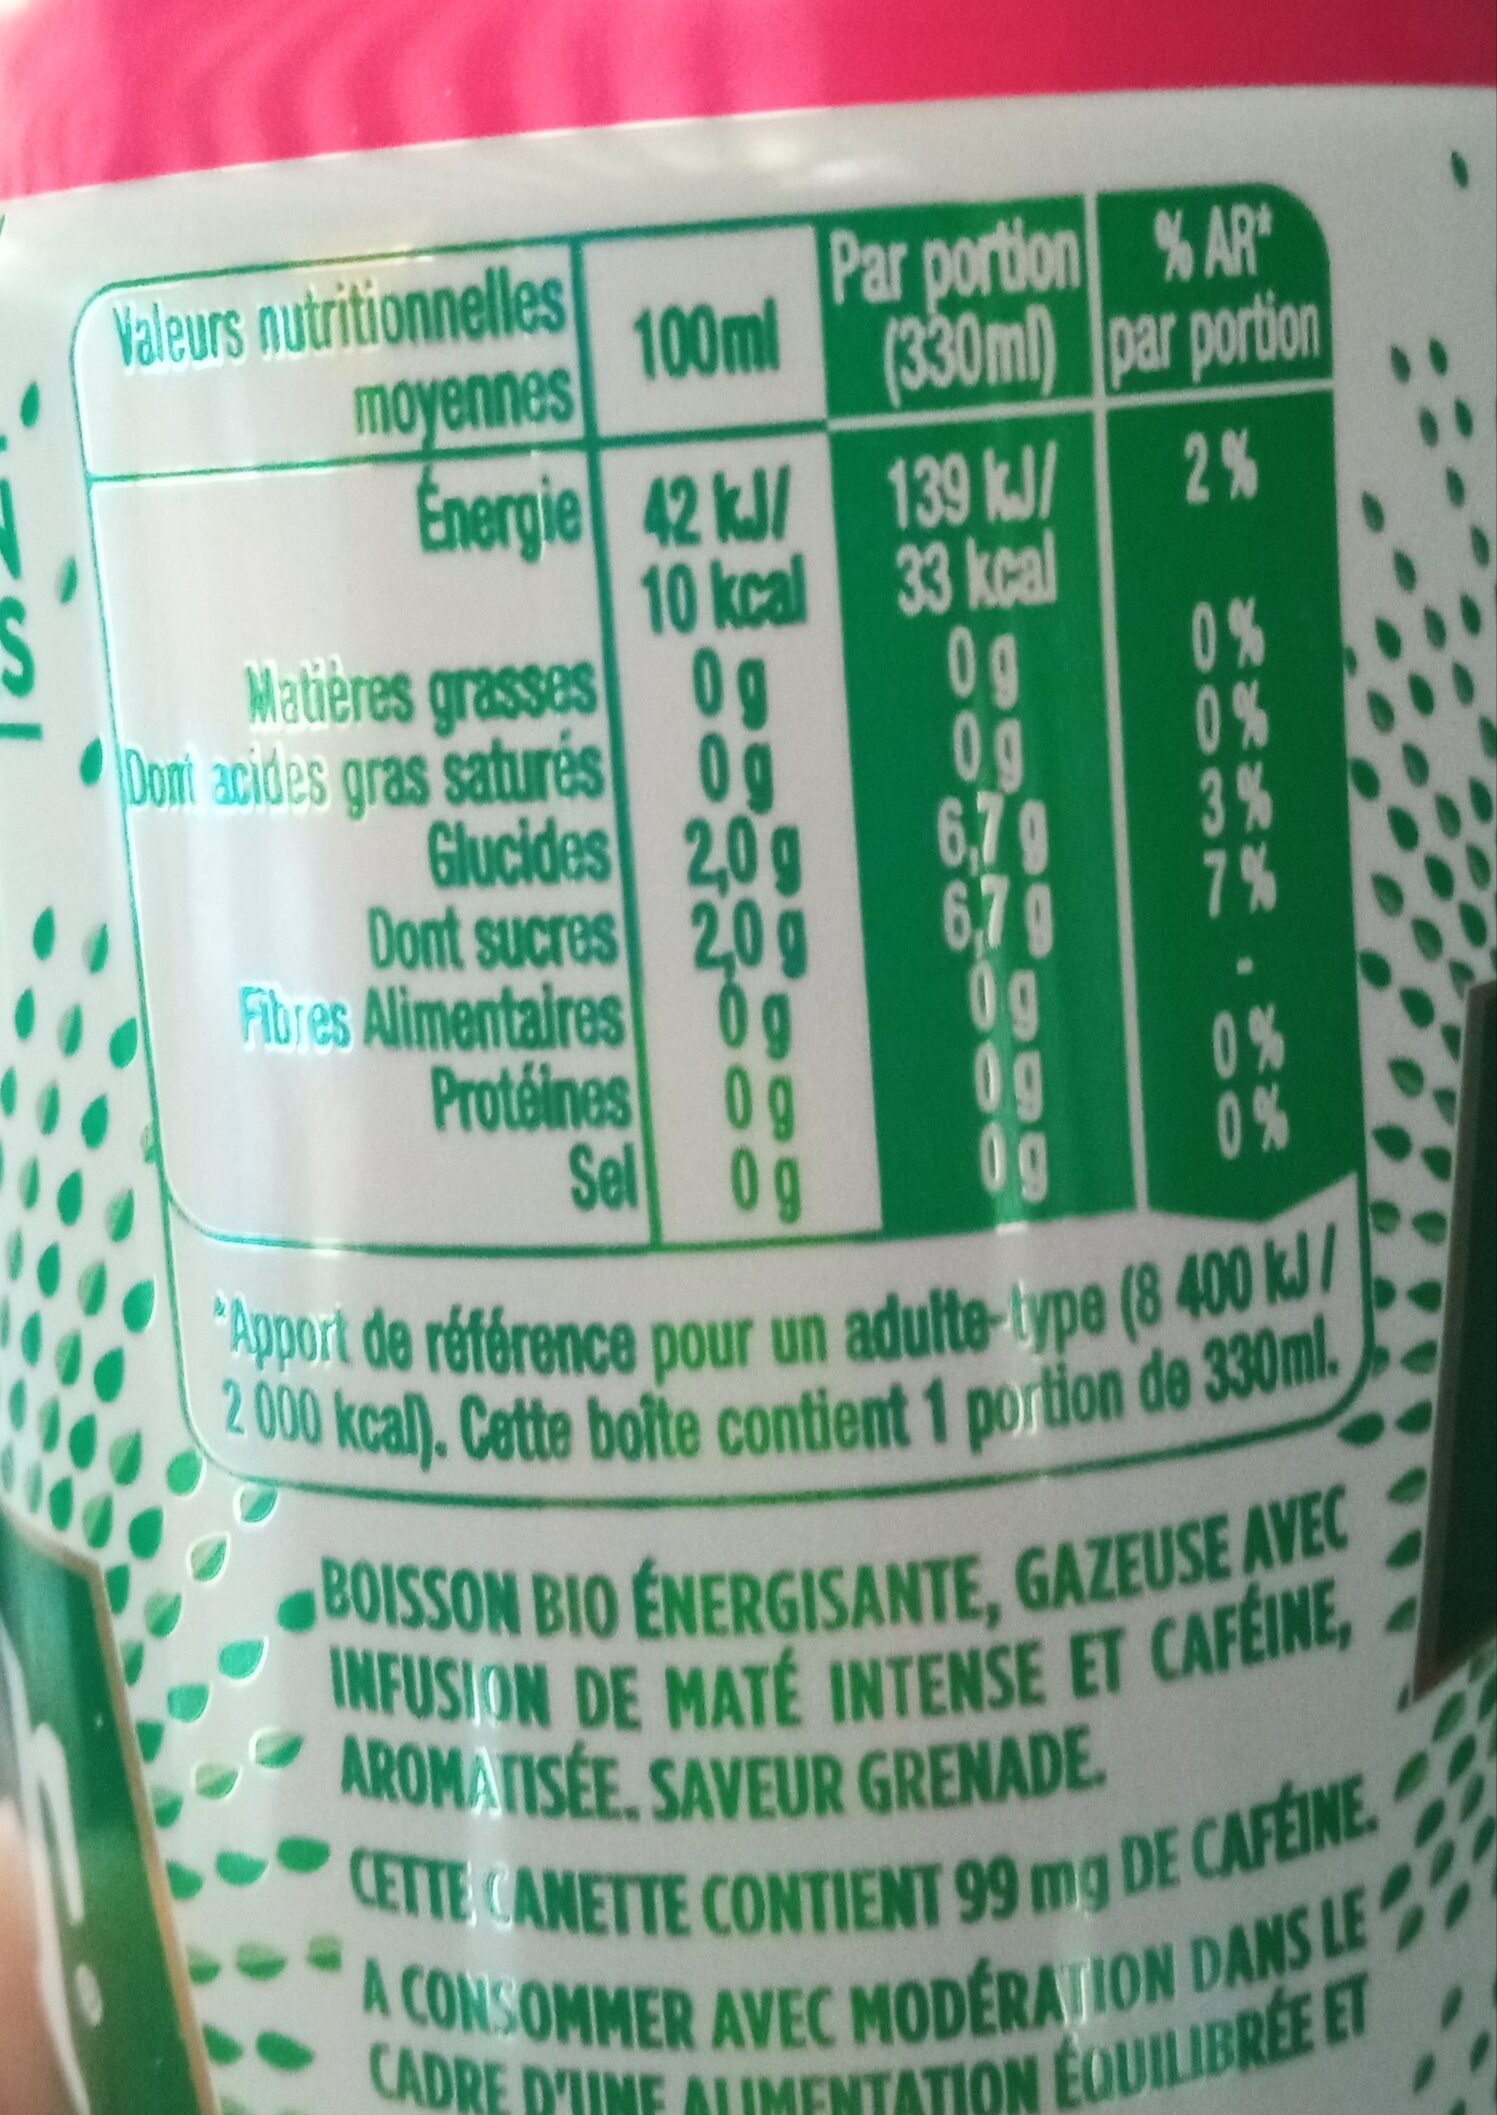 Valeurs nutritionnelles moyennes 100ml Par portion (330ml) % AR* par portion
Énergie 42 kJ/ 139 kJ/ 2 %
10 kcal 33 kcal
Matières grasses 0 g 0 g 0 %
Dont acides gras saturés 0 g 0 g 0 %
Glucides 2,0 g 6,7 g 3 %
Dont sucres 2,0 g 6,7 g 7 %
Fibres Alimentaires 0 g 0 g -
Protéines 0 g 0 g 0 %
Sel 0 g 0 g 0 %
*Apport de référence pour un adulte-type (8 400 kJ /
2 000 kcal). Cette boîte contient 1 portion de 330ml.
BOISSON BIO ÉNERGISANTE, GAZEUSE AVEC
INFUSION DE MATÉ INTENSE ET CAFÉINE,
AROMATISÉE. SAVEUR GRENADE.
CETTE CANETTE CONTIENT 99 mg DE CAFÉINE.
A CONSOMMER AVEC MODÉRATION DANS LE
CADRE D'UNE ALIMENTATION ÉQUILIBRÉE ET